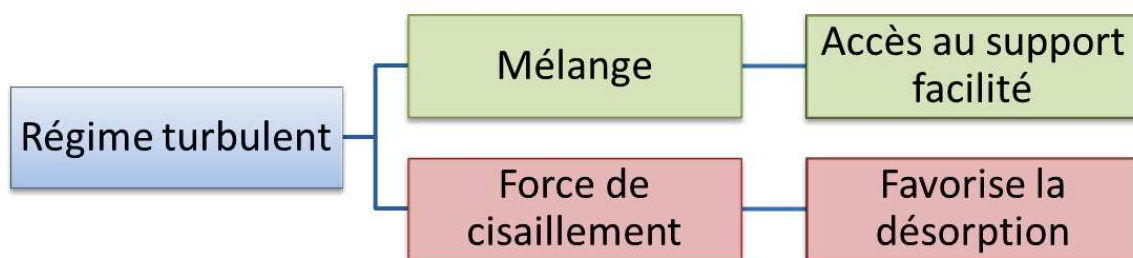 Régime turbulent
Mélange
Accès au support
facilité
Force de
cisaillement
Favorise la
désorption